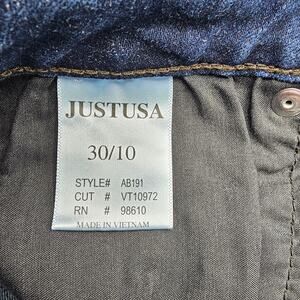 JUSTUSA
30/10
STYLE# AB191
CUT # VT10972
RN # 98610
MADE IN VIETNAM